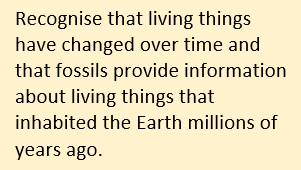 Recognise that living things
have changed over time and
that fossils provide information
about living things that
inhabited the Earth millions of
years ago.